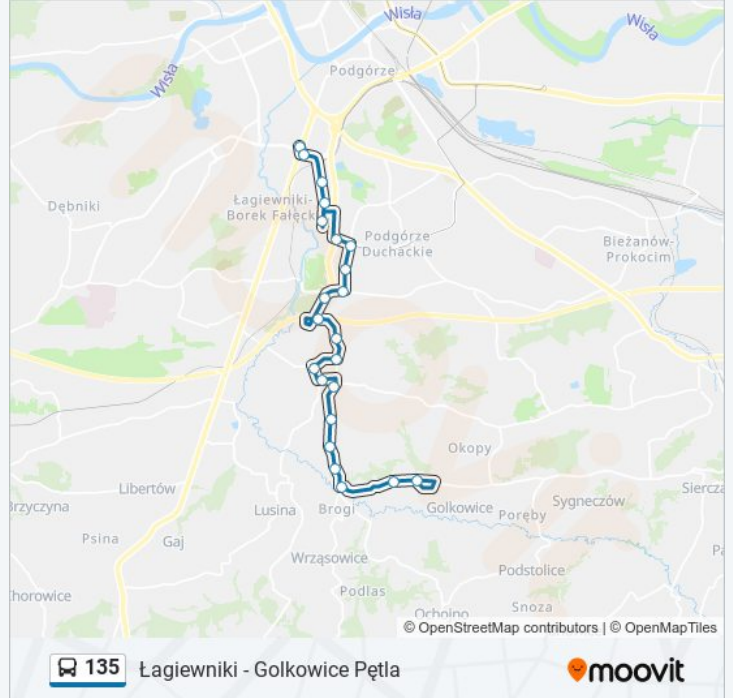 Wisła
Wisła
Wisła
Podgórze
Łagiewniki-
Borek Fałęck
Dębniki
Podgórze
Duchackie
Bieżanów-
Prokocim
Okopy
Libertów
Siercza
Brzyczyna
Lusina
Brogi
Golkowice
Poręby
Sygneczów
Psina
Gaj
Wrząsowice
Podstolice
Chorowice
Podlas
Snoza
Ochojno
© OpenStreetMap contributors | © OpenMapTiles
135 Łagiewniki - Golkowice Pętla
moovit